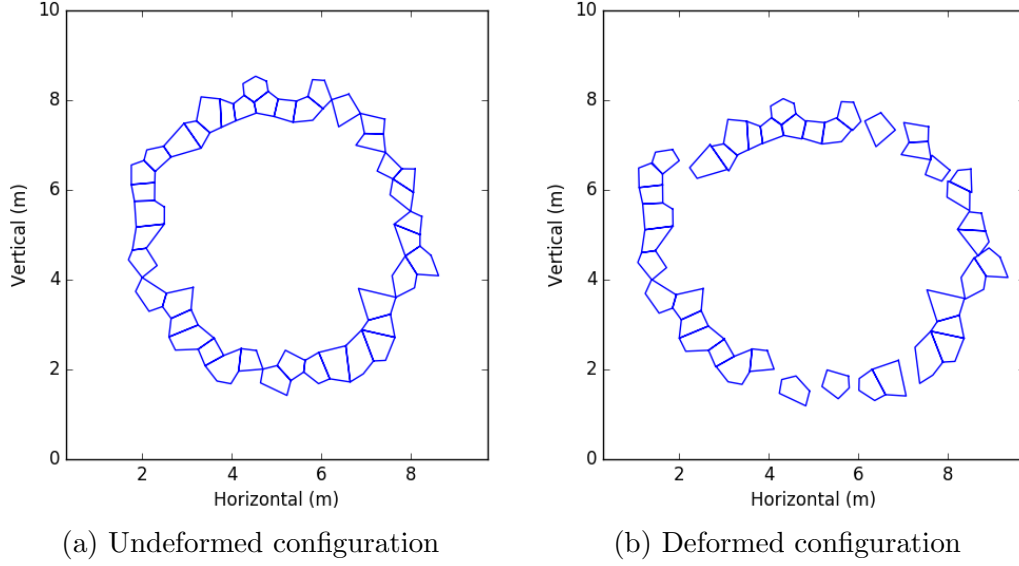 10
8
6
4
2
0
Vertical (m)
2 4 6 8
Horizontal (m)
(a) Undeformed configuration
10
8
6
4
2
0
Vertical (m)
2 4 6 8
Horizontal (m)
(b) Deformed configuration